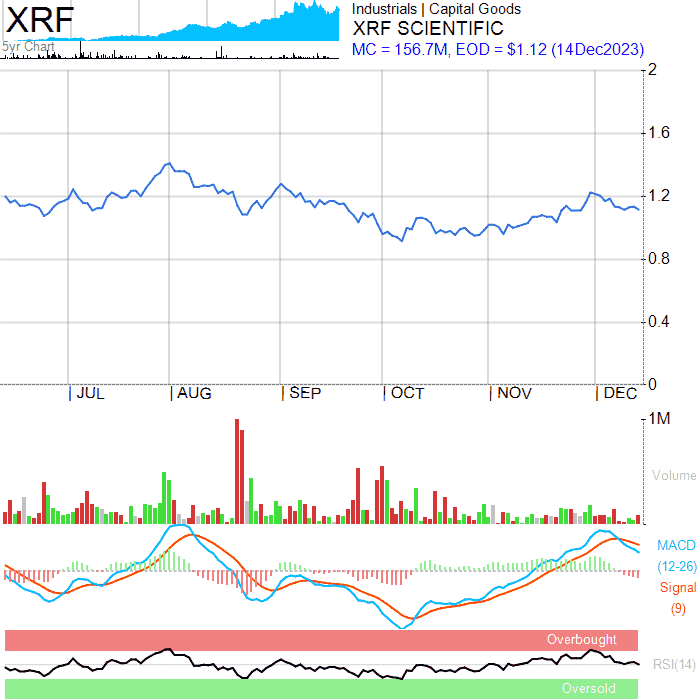 XRF
5yr Chart
Industrials | Capital Goods
XRF SCIENTIFIC
MC = 156.7M, EOD = $1.12 (14Dec2023)
2
1.6
1.2
0.8
0.4
0
JUL
AUG
SEP
OCT
NOV
DEC
1M
Volume
MACD
(12-26)
Signal
(9)
Overbought
RSI(14)
Oversold